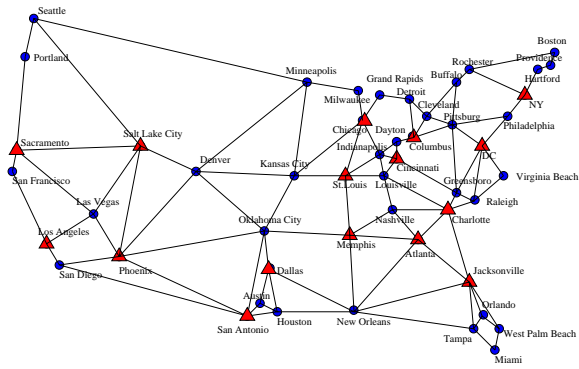 Seattle
Boston
Portland
Providence
Rochester
Minneapolis
Hartford
Grand Rapids
Buffalo
Detroit
Milwaukee
NY
Cleveland
Pittsburg
Philadelphia
Chicago
Dayton
Salt Lake City
Sacramento
Indianapolis
Columbus
DC
Denver
Kansas City
Cincinnati
San Francisco
St.Louis
Louisville
Greensboro
Virginia Beach
Las Vegas
Raleigh
Oklahoma City
Nashville
Charlotte
Los Angeles
Memphis
Atlanta
San Diego
Phoenix
Dallas
Jacksonville
Austin
Orlando
San Antonio
Houston
New Orleans
Tampa
West Palm Beach
Miami